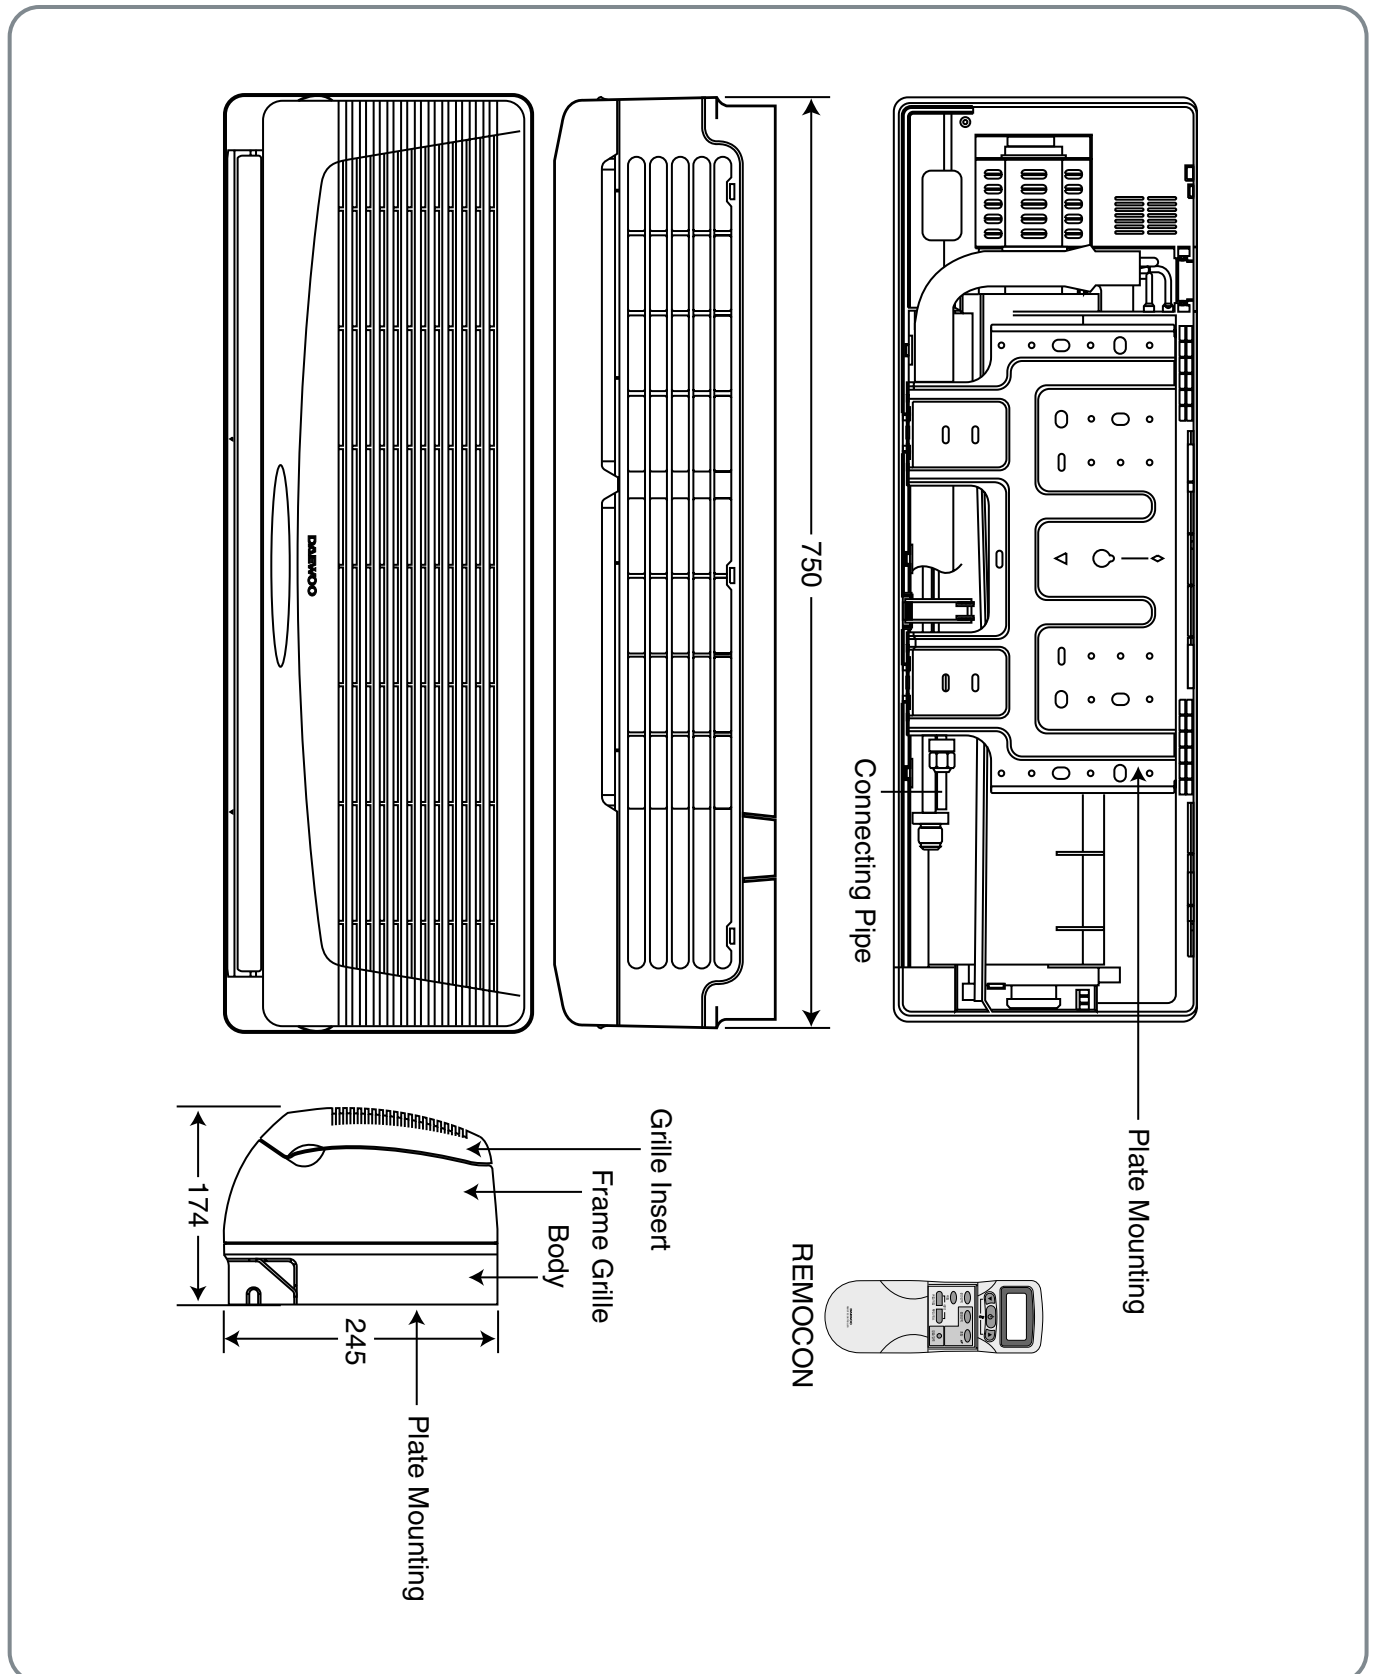 DAEWOO
750
Connecting Pipe
Plate Mounting
174
245
Grille Insert
Frame Grille
Body
Plate Mounting
REMOCON